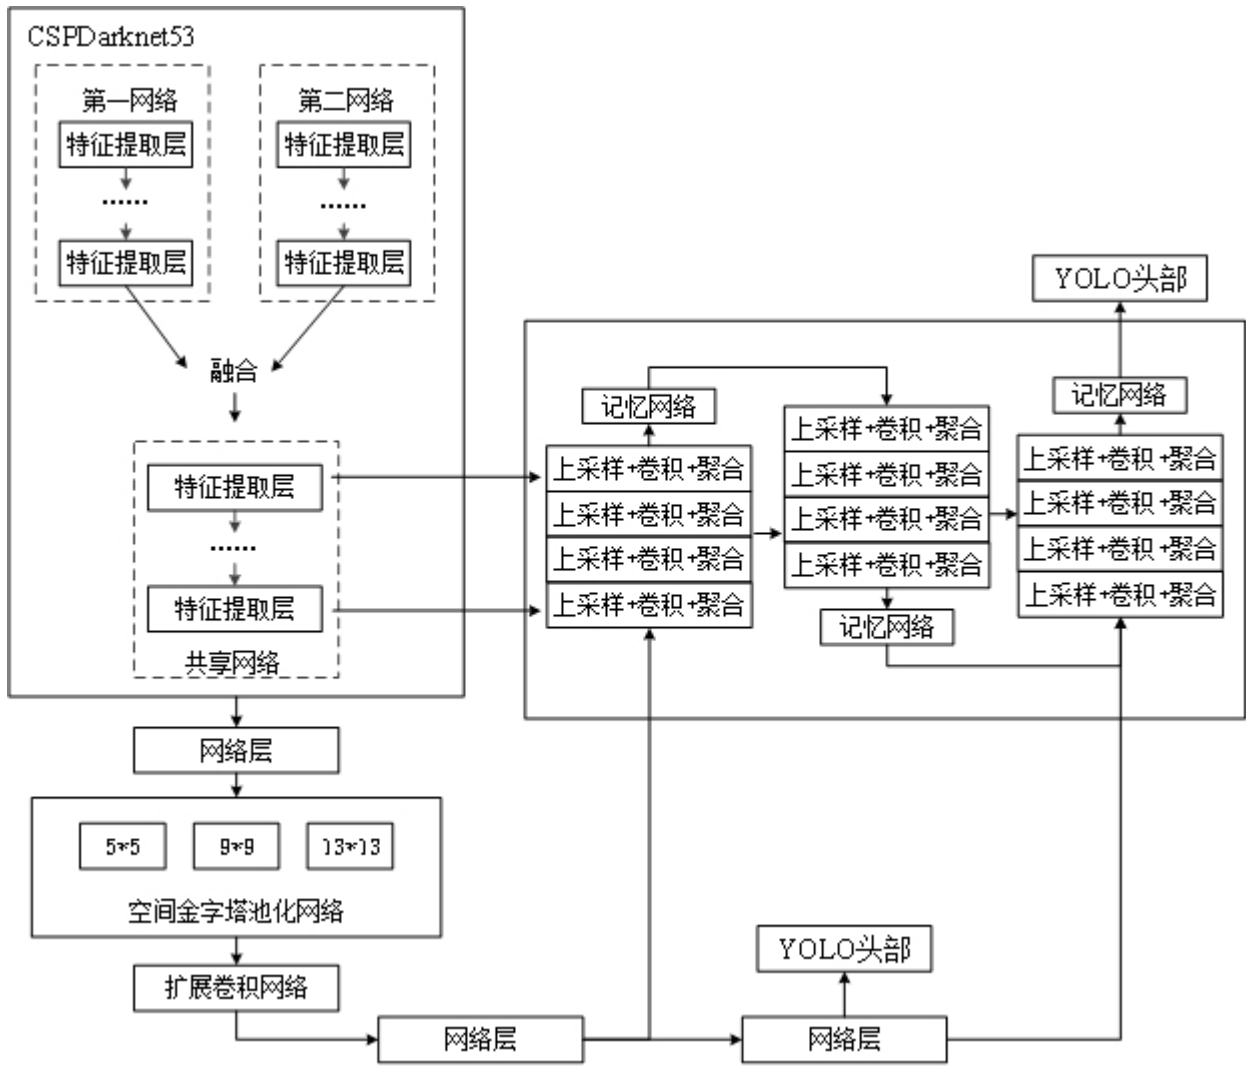 CSPDarknet53
第一网络
特征提取层
......
特征提取层
第二网络
特征提取层
......
特征提取层
融合
特征提取层
......
特征提取层
共享网络
网络层
5*5
9*9
13*13
空间金字塔池化网络
扩展卷积网络
网络层
网络层
YOLO头部
记忆网络
上采样+卷积+聚合
上采样+卷积+聚合
上采样+卷积+聚合
上采样+卷积+聚合
上采样+卷积+聚合
上采样+卷积+聚合
上采样+卷积+聚合
上采样+卷积+聚合
记忆网络
YOLO头部
记忆网络
上采样+卷积+聚合
上采样+卷积+聚合
上采样+卷积+聚合
上采样+卷积+聚合